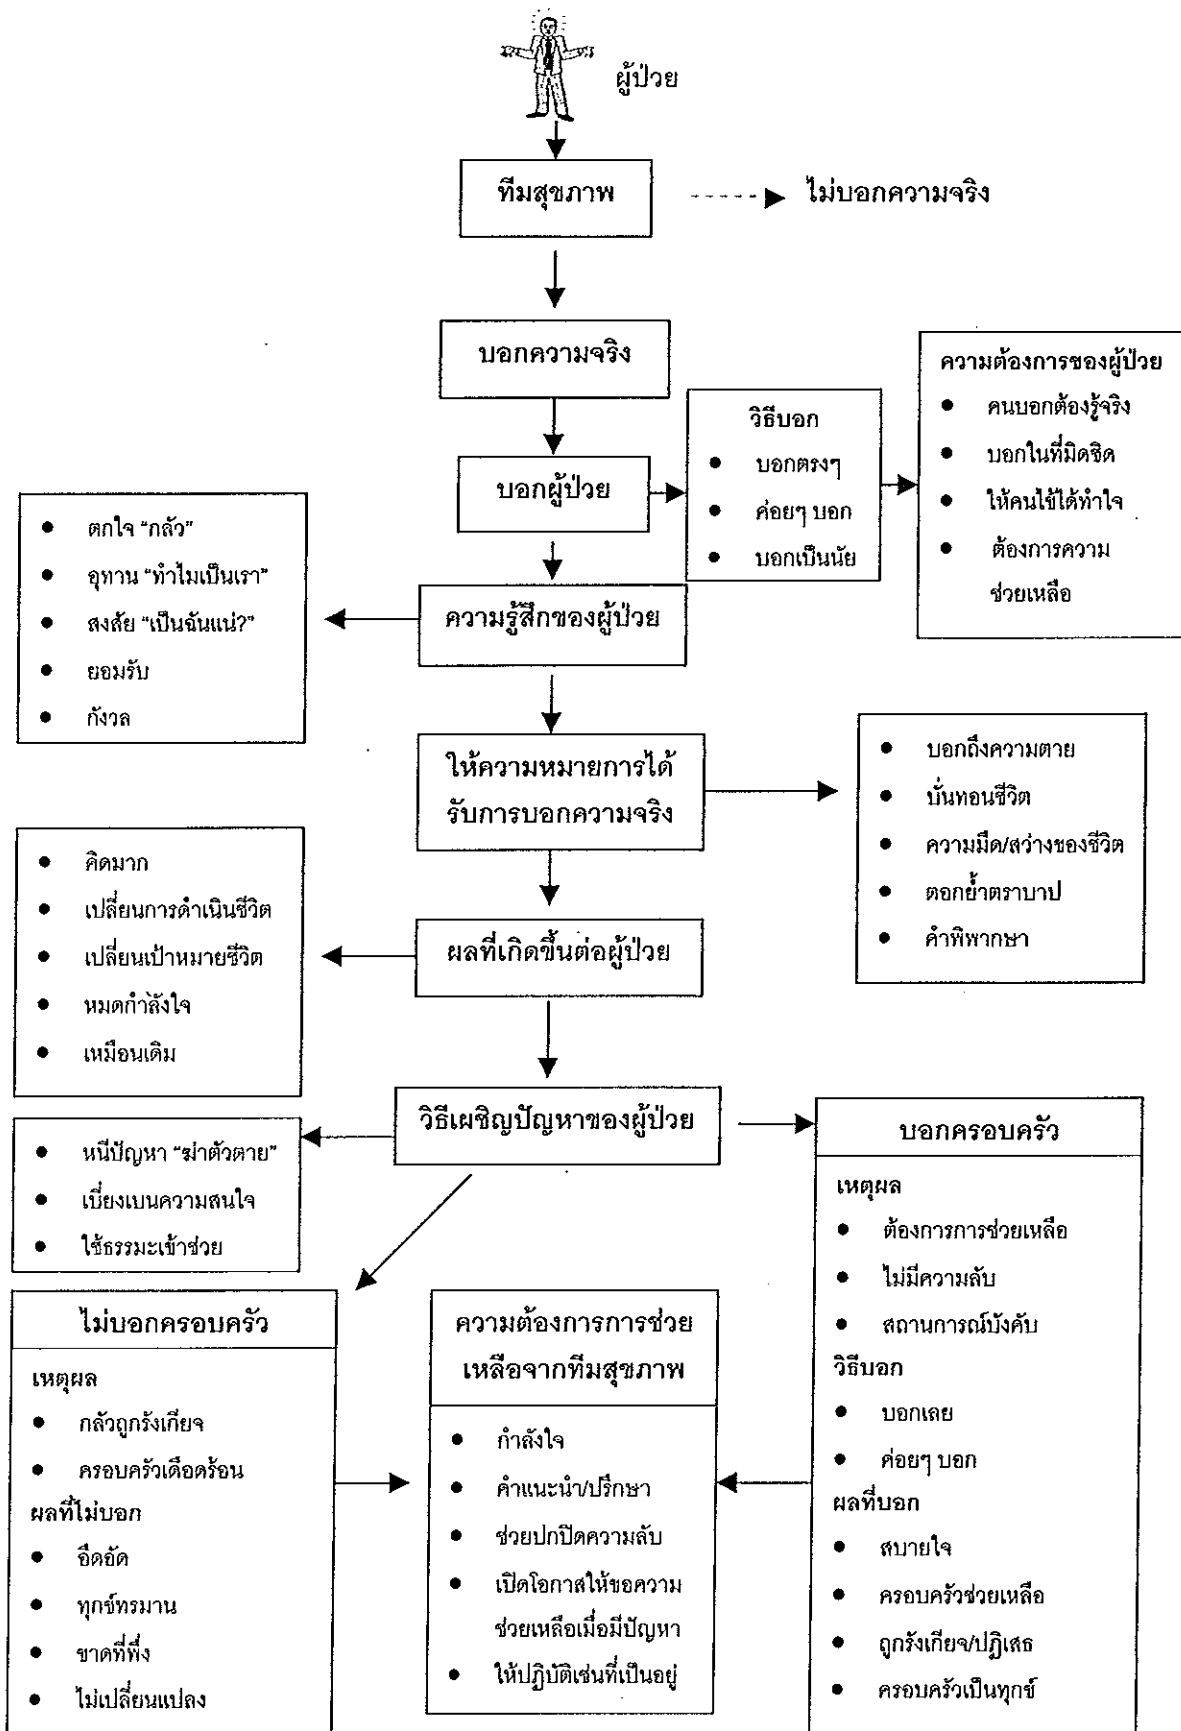 ผู้ป่วย
ทีมสุขภาพ
ไม่บอกความจริง
บอกความจริง
บอกผู้ป่วย
วิธีบอก
● บอกตรงๆ
● ค่อยๆ บอก
● บอกเป็นนัย
ความต้องการของผู้ป่วย
● คนบอกต้องรู้จริง
● บอกในที่มิดชิด
● ให้คนไข้ได้ทำใจ
● ต้องการความ
ช่วยเหลือ
ความรู้สึกของผู้ป่วย
● ตกใจ “กลัว”
● อุทาน “ทำไมเป็นเรา”
● สงสัย “เป็นฉันแน่?”
● ยอมรับ
● กังวล
ให้ความหมายการได้
รับการบอกความจริง
● บอกถึงความตาย
● บั่นทอนชีวิต
● ความมืด/สว่างของชีวิต
● ตอกย้ำตราบาป
● คำพิพากษา
ผลที่เกิดขึ้นต่อผู้ป่วย
● คิดมาก
● เปลี่ยนการดำเนินชีวิต
● เปลี่ยนเป้าหมายชีวิต
● หมดกำลังใจ
● เหมือนเดิม
วิธีเผชิญปัญหาของผู้ป่วย
● หนีปัญหา “ฆ่าตัวตาย”
● เบี่ยงเบนความสนใจ
● ใช้ธรรมะเข้าช่วย
ไม่บอกครอบครัว
เหตุผล
● กลัวถูกรังเกียจ
● ครอบครัวเดือดร้อน
ผลที่ไม่บอก
● อึดอัด
● ทุกข์ทรมาน
● ขาดที่พึ่ง
● ไม่เปลี่ยนแปลง
ความต้องการการช่วย
เหลือจากทีมสุขภาพ
● กำลังใจ
● คำแนะนำ/ปรึกษา
● ช่วยปกปิดความลับ
● เปิดโอกาสให้ขอความ
ช่วยเหลือเมื่อมีปัญหา
● ให้ปฏิบัติเช่นที่เป็นอยู่
บอกครอบครัว
เหตุผล
● ต้องการการช่วยเหลือ
● ไม่มีความลับ
● สถานการณ์บังคับ
วิธีบอก
● บอกเลย
● ค่อยๆ บอก
ผลที่บอก
● สบายใจ
● ครอบครัวช่วยเหลือ
● ถูกรังเกียจ/ปฏิเสธ
● ครอบครัวเป็นทุกข์